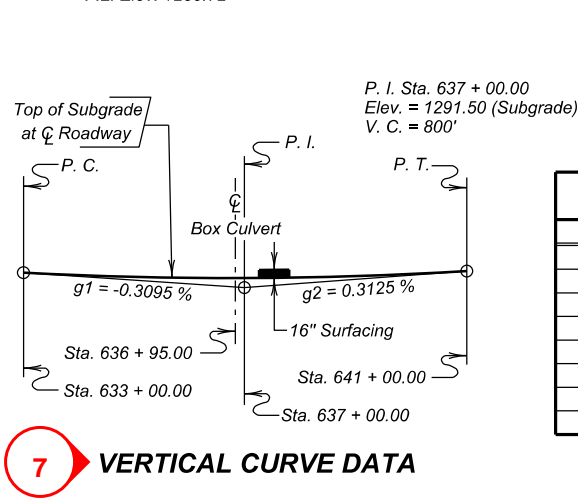 P. I. Sta. 637 + 00.00
Elev. = 1291.50 (Subgrade)
V. C. = 800'
Top of Subgrade
at ℄ Roadway
P. C.
P. I.
P. T.
℄
Box Culvert
g1 = -0.3095 %
g2 = 0.3125 %
16" Surfacing
Sta. 636 + 95.00
Sta. 633 + 00.00
Sta. 641 + 00.00
Sta. 637 + 00.00
7 VERTICAL CURVE DATA